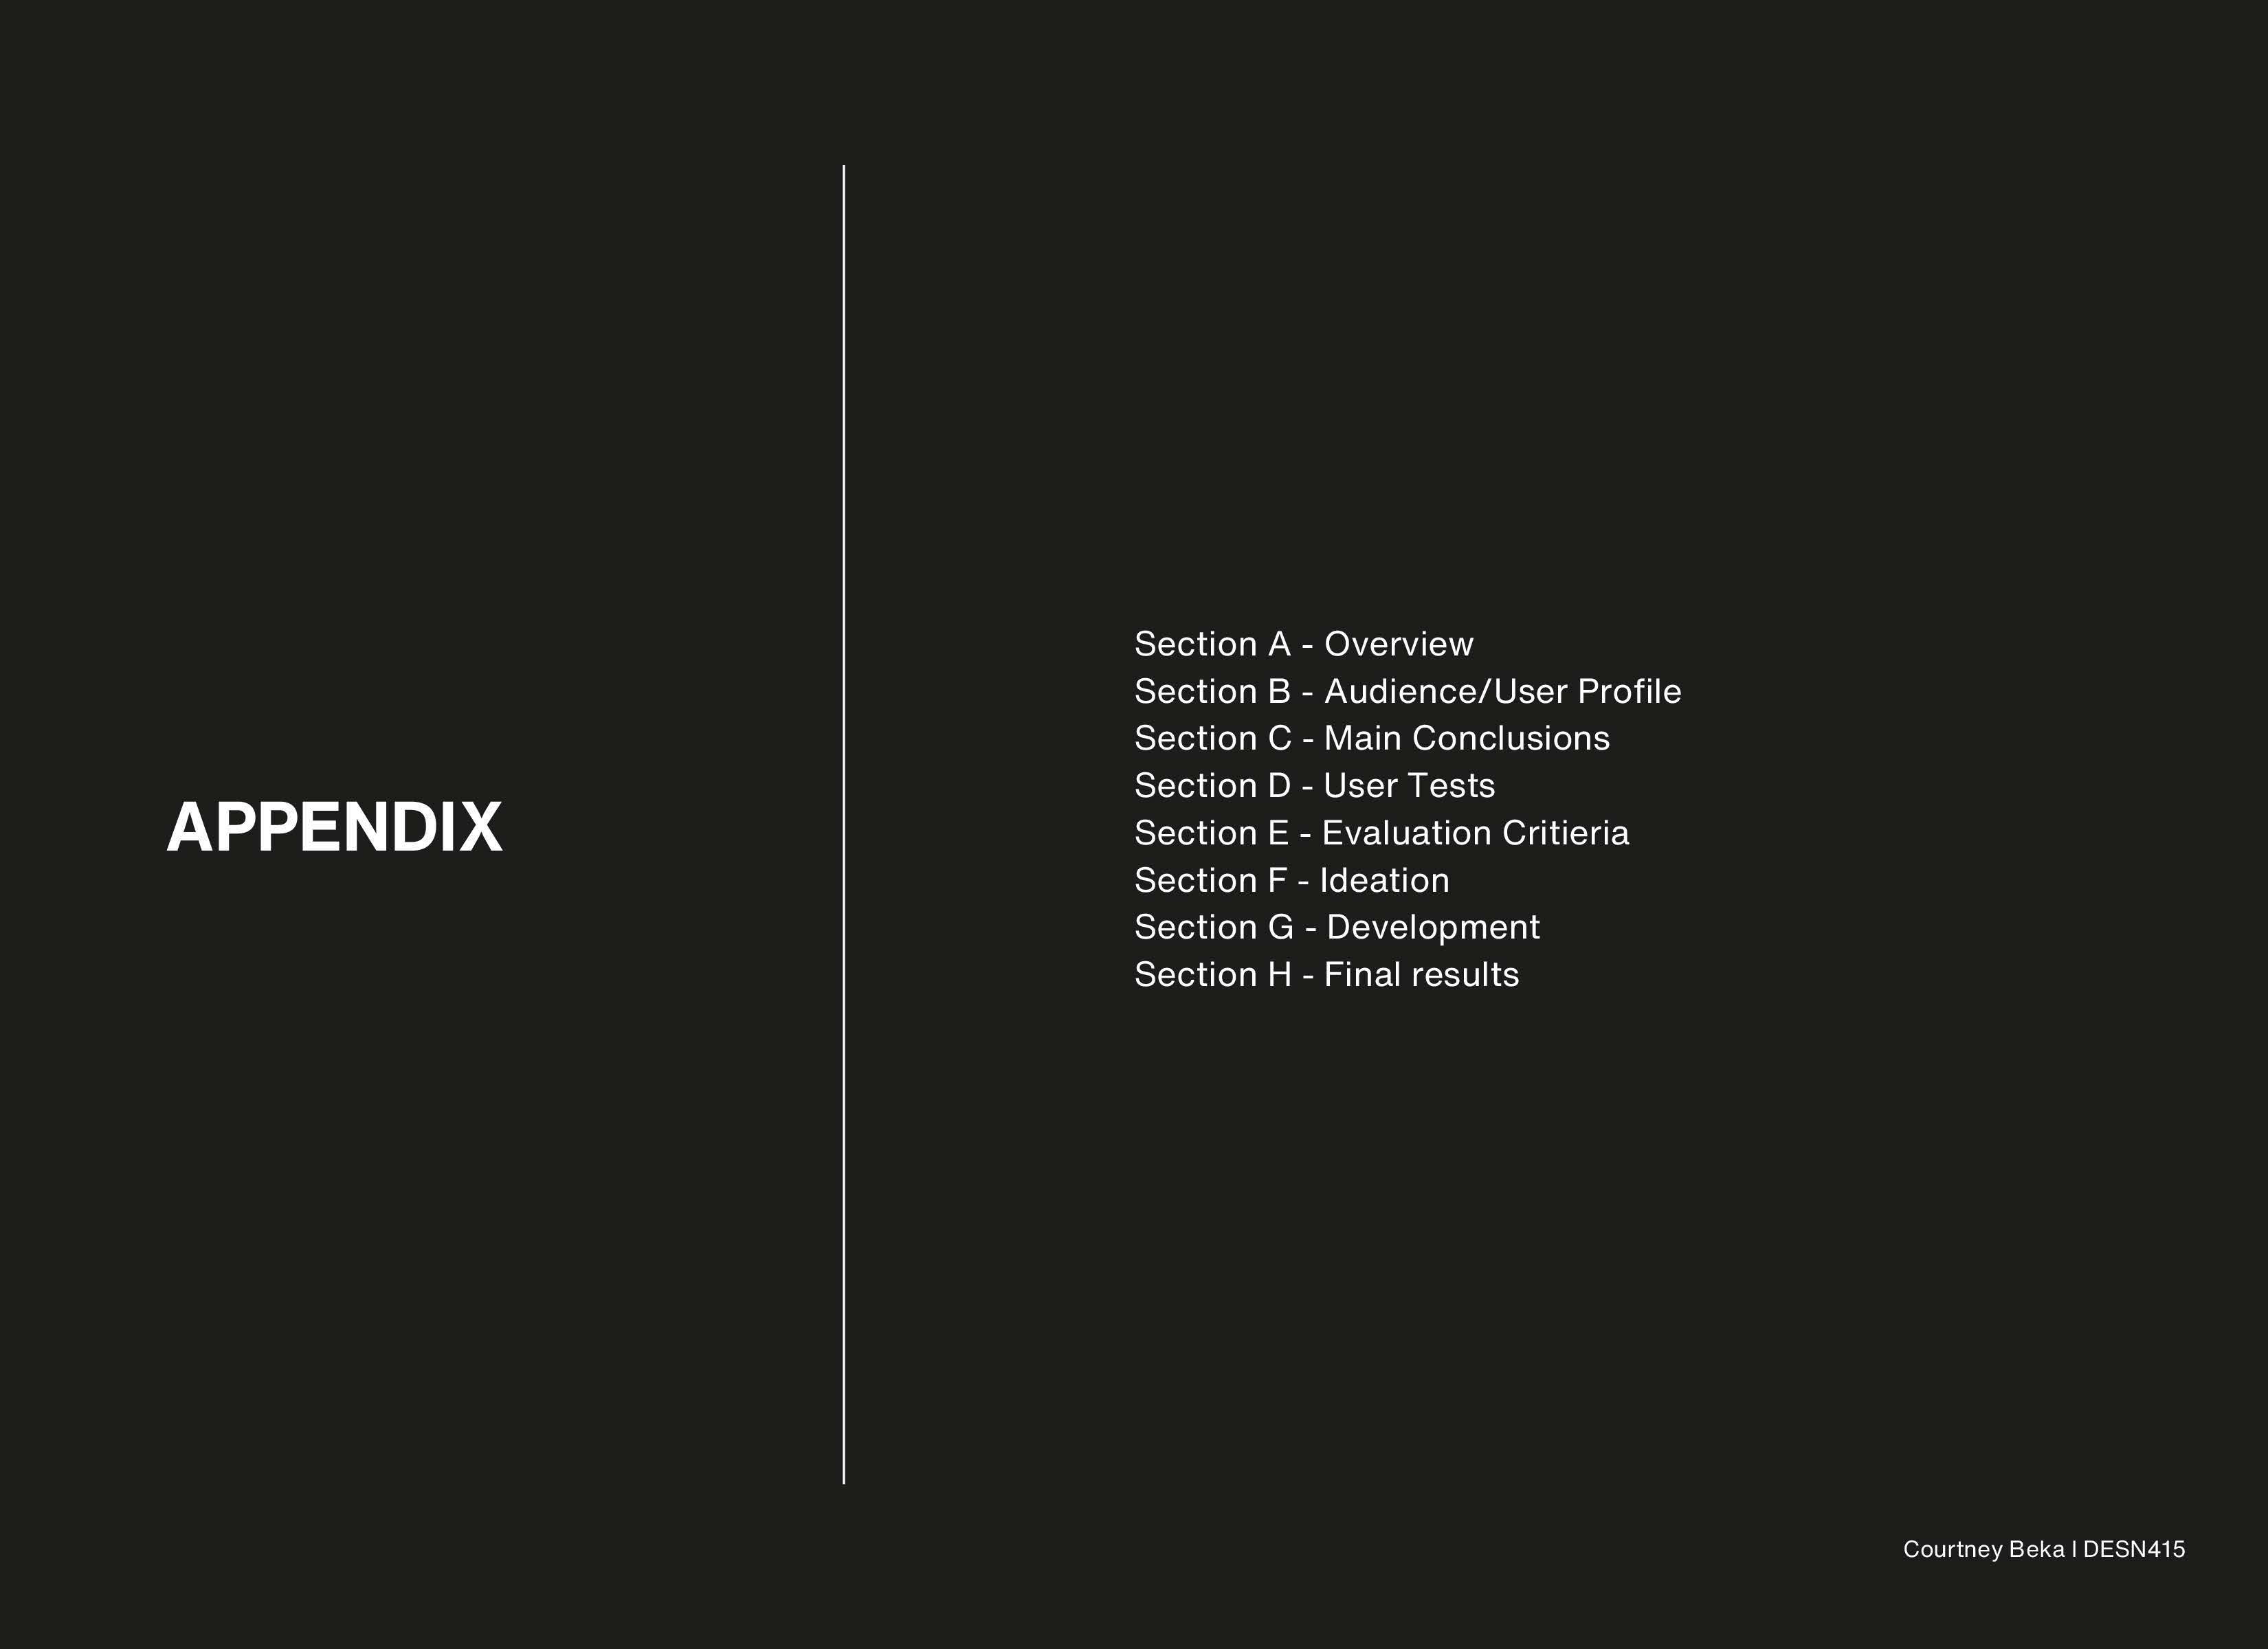 APPENDIX
Section A - Overview
Section B - Audience/User Profile
Section C - Main Conclusions
Section D - User Tests
Section E - Evaluation Critieria
Section F - Ideation
Section G - Development
Section H - Final results
Courtney Beka I DESN415